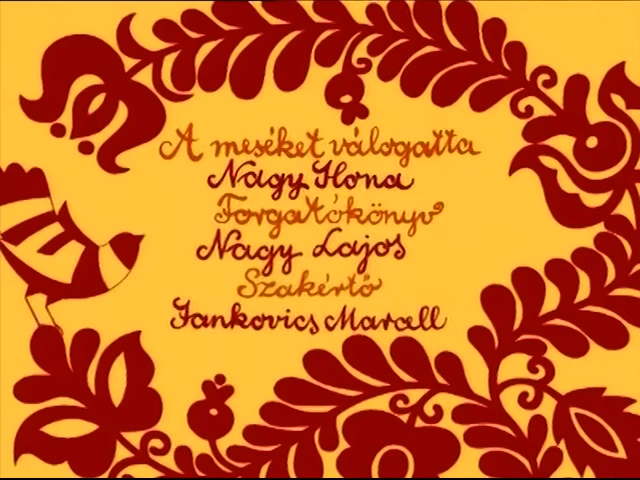 A meséket válogatta
Nagy Ilona
Forgatókönyv
Nagy Lajos
Szakértő
Jankovics Marcell